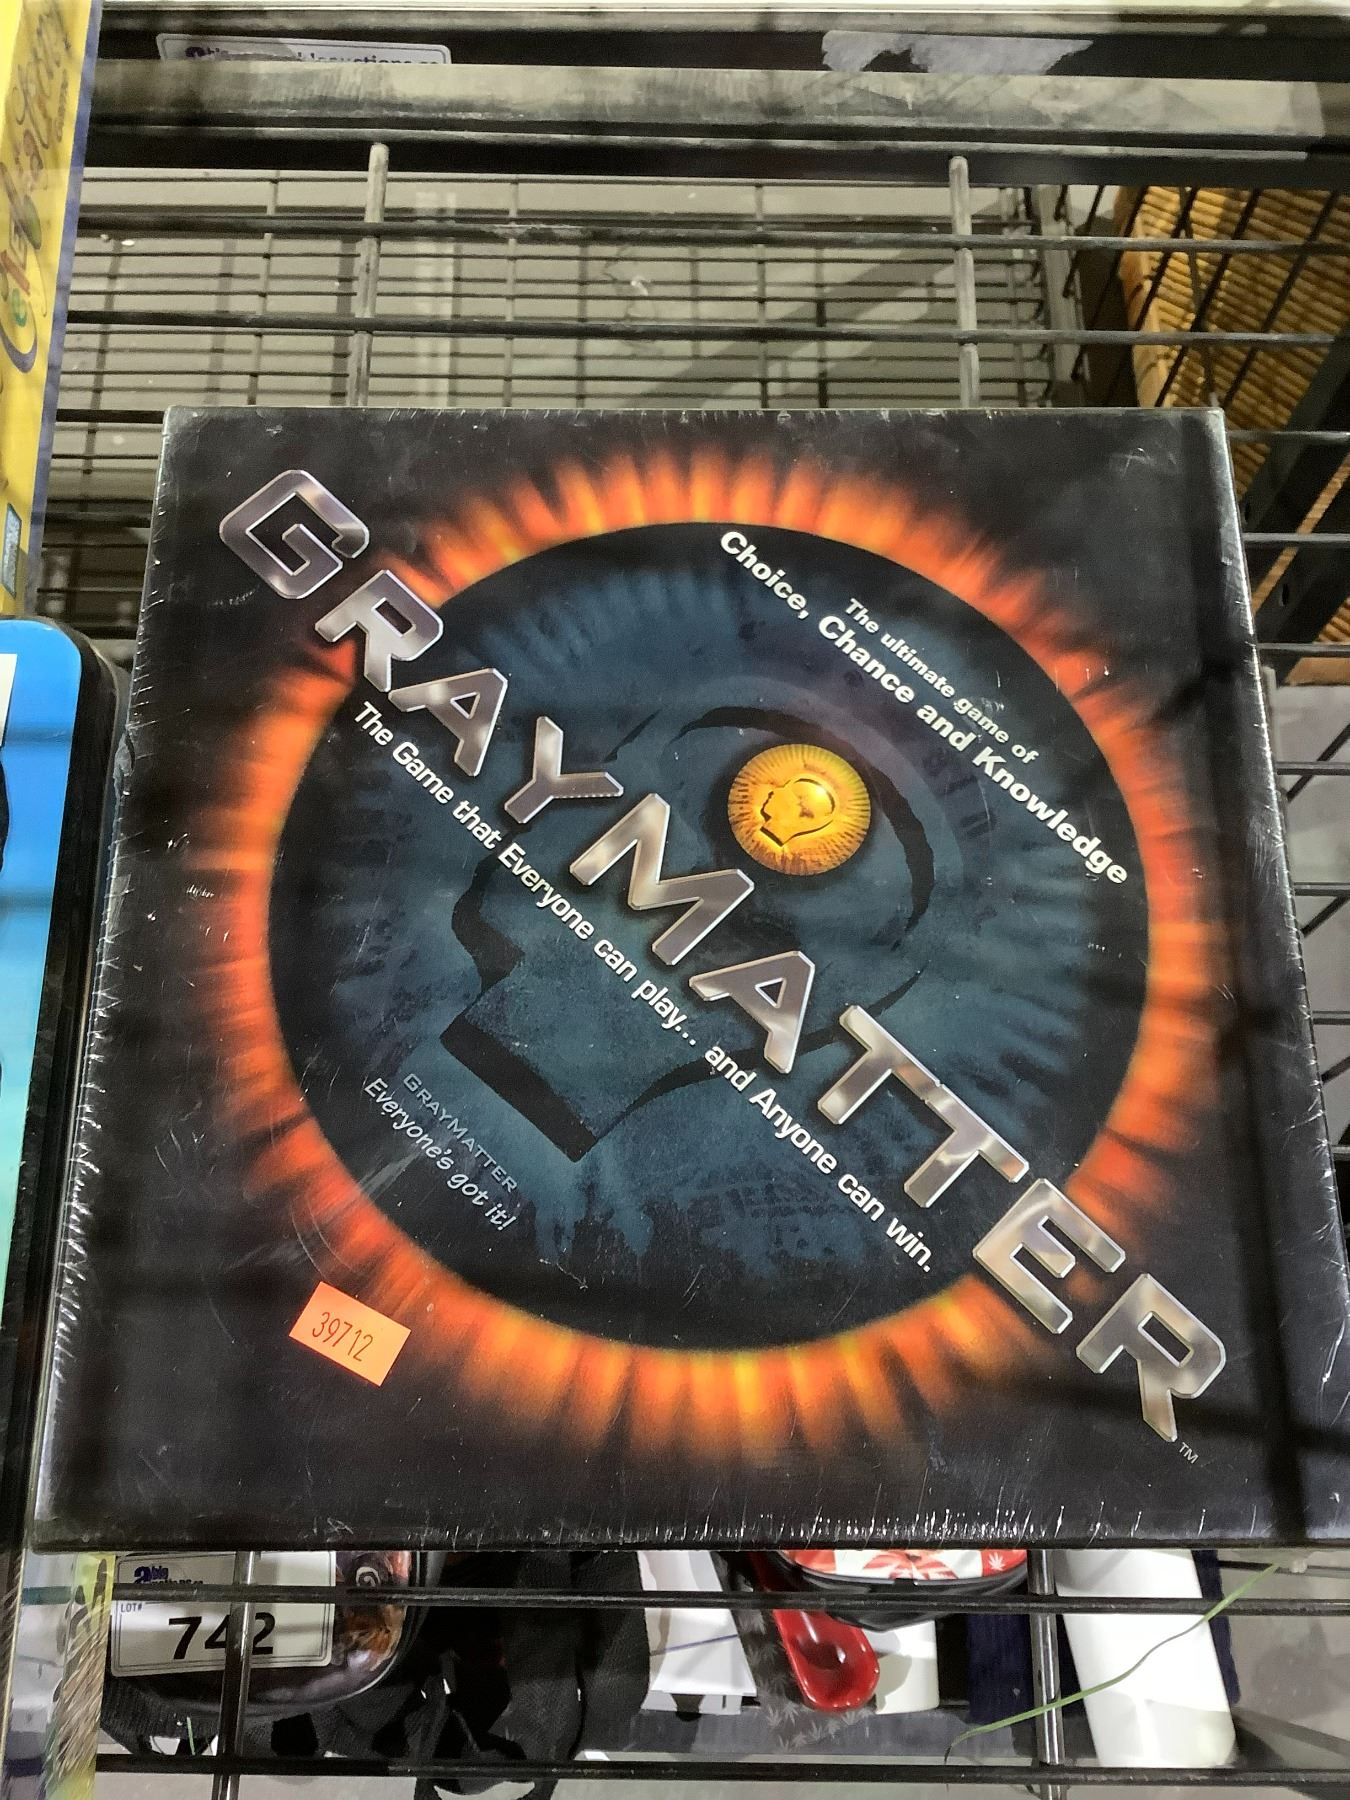 GRAYMATTER
™
The ultimate game of
Choice, Chance and Knowledge
The Game that Everyone can play... and Anyone can win.
GRAYMATTER
Everyone's got it!
39712
LOT#
742